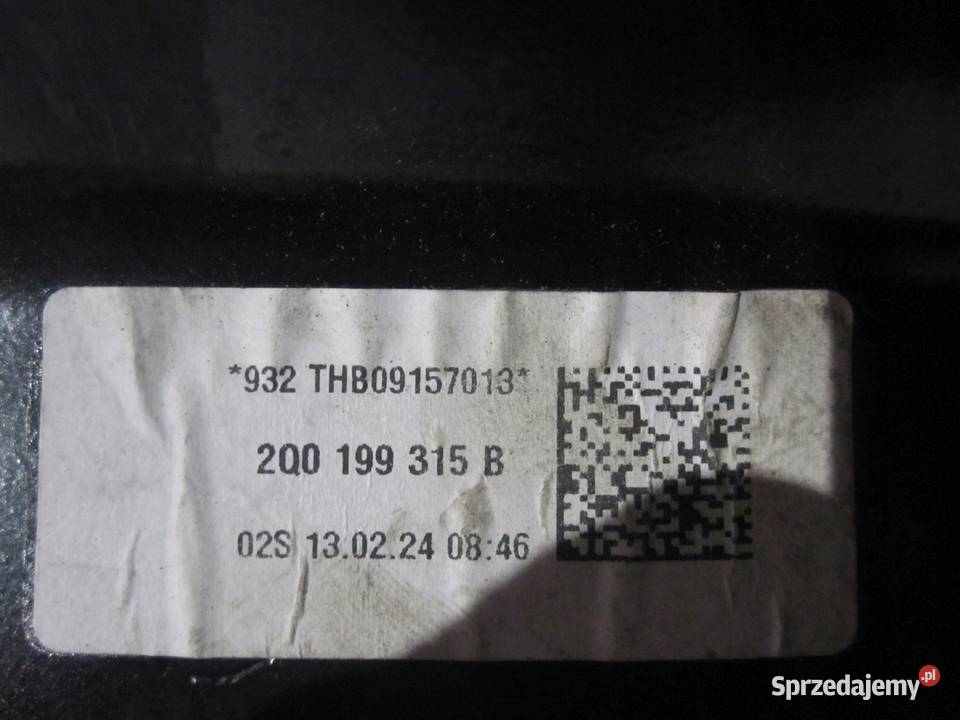 *932 THB09157013*
2Q0 199 315 B
02S 13.02.24 08:46
Sprzedajemy.pl